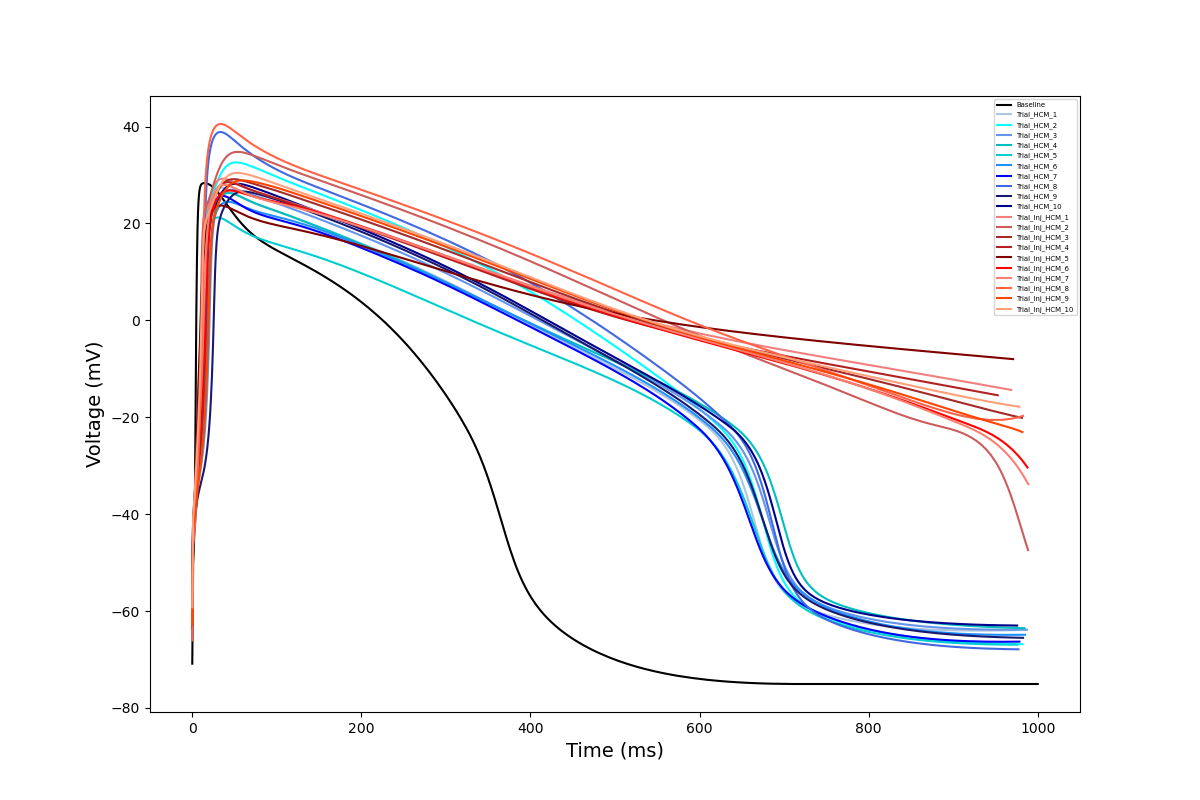 40
20
0
−20
−40
−60
−80
Voltage (mV)
0
200
400
600
800
1000
Time (ms)
Baseline
Trial_HCM_1
Trial_HCM_2
Trial_HCM_3
Trial_HCM_4
Trial_HCM_5
Trial_HCM_6
Trial_HCM_7
Trial_HCM_8
Trial_HCM_9
Trial_HCM_10
Trial_Inj_HCM_1
Trial_Inj_HCM_2
Trial_Inj_HCM_3
Trial_Inj_HCM_4
Trial_Inj_HCM_5
Trial_Inj_HCM_6
Trial_Inj_HCM_7
Trial_Inj_HCM_8
Trial_Inj_HCM_9
Trial_Inj_HCM_10